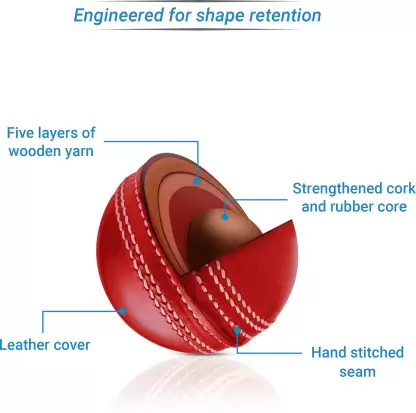 Engineered for shape retention
Five layers of
wooden yarn
Strengthened cork
and rubber core
Leather cover
Hand stitched
seam